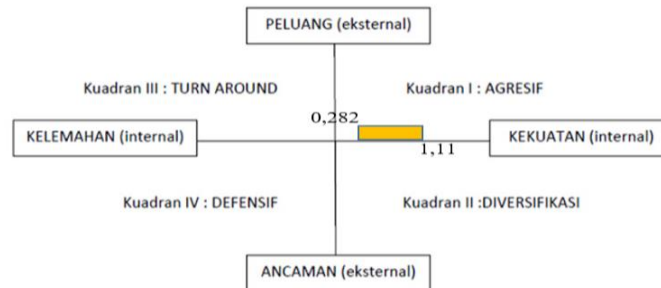 PELUANG (eksternal)
Kuadran III : TURN AROUND
Kuadran I : AGRESIF
0,282
KELEMAHAN (internal)
KEKUATAN (internal)
1,11
Kuadran IV : DEFENSIF
Kuadran II :DIVERSIFIKASI
ANCAMAN (eksternal)